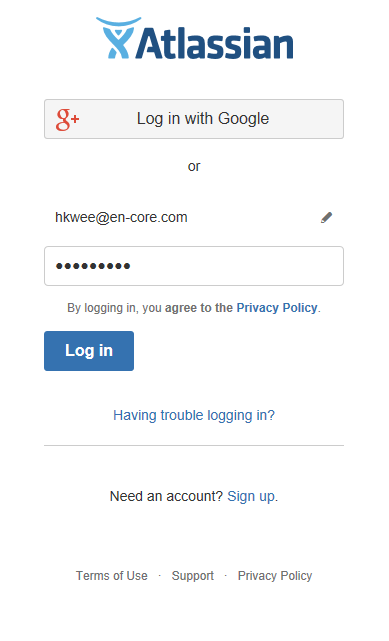 Atlassian
g+ Log in with Google
or
hkwee@en-core.com
•••••••••
By logging in, you agree to the Privacy Policy.
Log in
Having trouble logging in?
Need an account? Sign up.
Terms of Use · Support · Privacy Policy